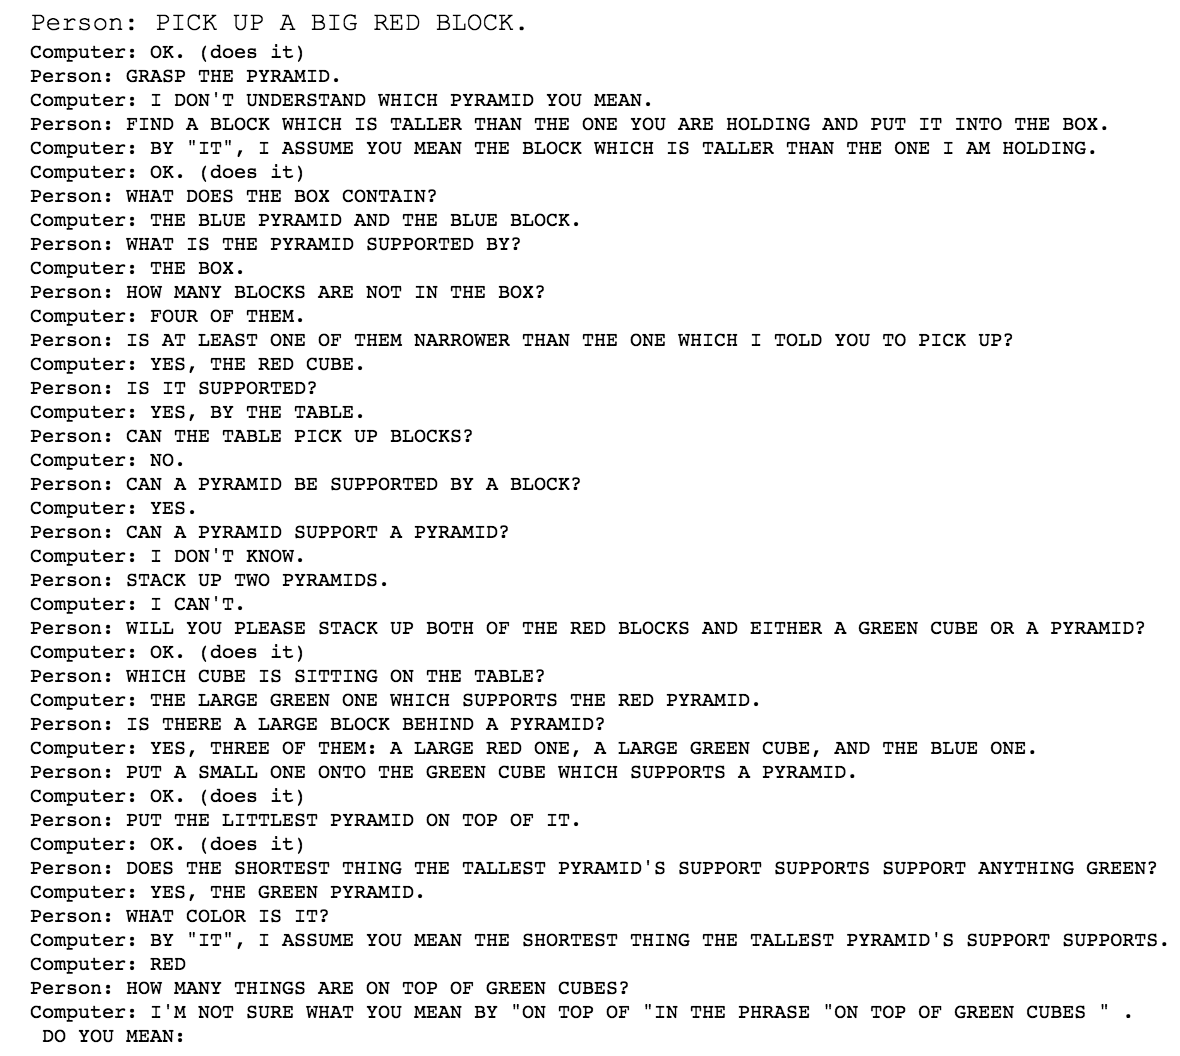 Person: PICK UP A BIG RED BLOCK.
Computer: OK. (does it)
Person: GRASP THE PYRAMID.
Computer: I DON'T UNDERSTAND WHICH PYRAMID YOU MEAN.
Person: FIND A BLOCK WHICH IS TALLER THAN THE ONE YOU ARE HOLDING AND PUT IT INTO THE BOX.
Computer: BY "IT", I ASSUME YOU MEAN THE BLOCK WHICH IS TALLER THAN THE ONE I AM HOLDING.
Computer: OK. (does it)
Person: WHAT DOES THE BOX CONTAIN?
Computer: THE BLUE PYRAMID AND THE BLUE BLOCK.
Person: WHAT IS THE PYRAMID SUPPORTED BY?
Computer: THE BOX.
Person: HOW MANY BLOCKS ARE NOT IN THE BOX?
Computer: FOUR OF THEM.
Person: IS AT LEAST ONE OF THEM NARROWER THAN THE ONE WHICH I TOLD YOU TO PICK UP?
Computer: YES, THE RED CUBE.
Person: IS IT SUPPORTED?
Computer: YES, BY THE TABLE.
Person: CAN THE TABLE PICK UP BLOCKS?
Computer: NO.
Person: CAN A PYRAMID BE SUPPORTED BY A BLOCK?
Computer: YES.
Person: CAN A PYRAMID SUPPORT A PYRAMID?
Computer: I DON'T KNOW.
Person: STACK UP TWO PYRAMIDS.
Computer: I CAN'T.
Person: WILL YOU PLEASE STACK UP BOTH OF THE RED BLOCKS AND EITHER A GREEN CUBE OR A PYRAMID?
Computer: OK. (does it)
Person: WHICH CUBE IS SITTING ON THE TABLE?
Computer: THE LARGE GREEN ONE WHICH SUPPORTS THE RED PYRAMID.
Person: IS THERE A LARGE BLOCK BEHIND A PYRAMID?
Computer: YES, THREE OF THEM: A LARGE RED ONE, A LARGE GREEN CUBE, AND THE BLUE ONE.
Person: PUT A SMALL ONE ONTO THE GREEN CUBE WHICH SUPPORTS A PYRAMID.
Computer: OK. (does it)
Person: PUT THE LITTLEST PYRAMID ON TOP OF IT.
Computer: OK. (does it)
Person: DOES THE SHORTEST THING THE TALLEST PYRAMID'S SUPPORT SUPPORTS SUPPORT ANYTHING GREEN?
Computer: YES, THE GREEN PYRAMID.
Person: WHAT COLOR IS IT?
Computer: BY "IT", I ASSUME YOU MEAN THE SHORTEST THING THE TALLEST PYRAMID'S SUPPORT SUPPORTS.
Computer: RED
Person: HOW MANY THINGS ARE ON TOP OF GREEN CUBES?
Computer: I'M NOT SURE WHAT YOU MEAN BY "ON TOP OF "IN THE PHRASE "ON TOP OF GREEN CUBES " .
DO YOU MEAN: